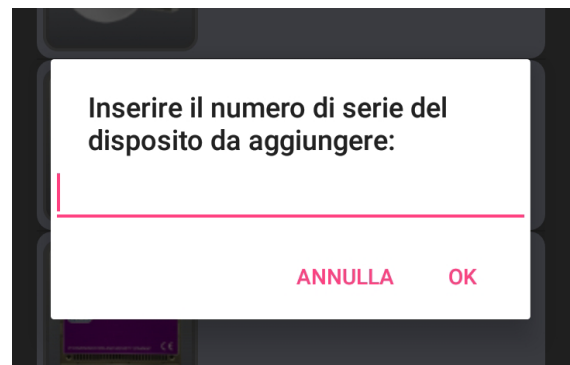 Inserire il numero di serie del
disposito da aggiungere:
ANNULLA OK